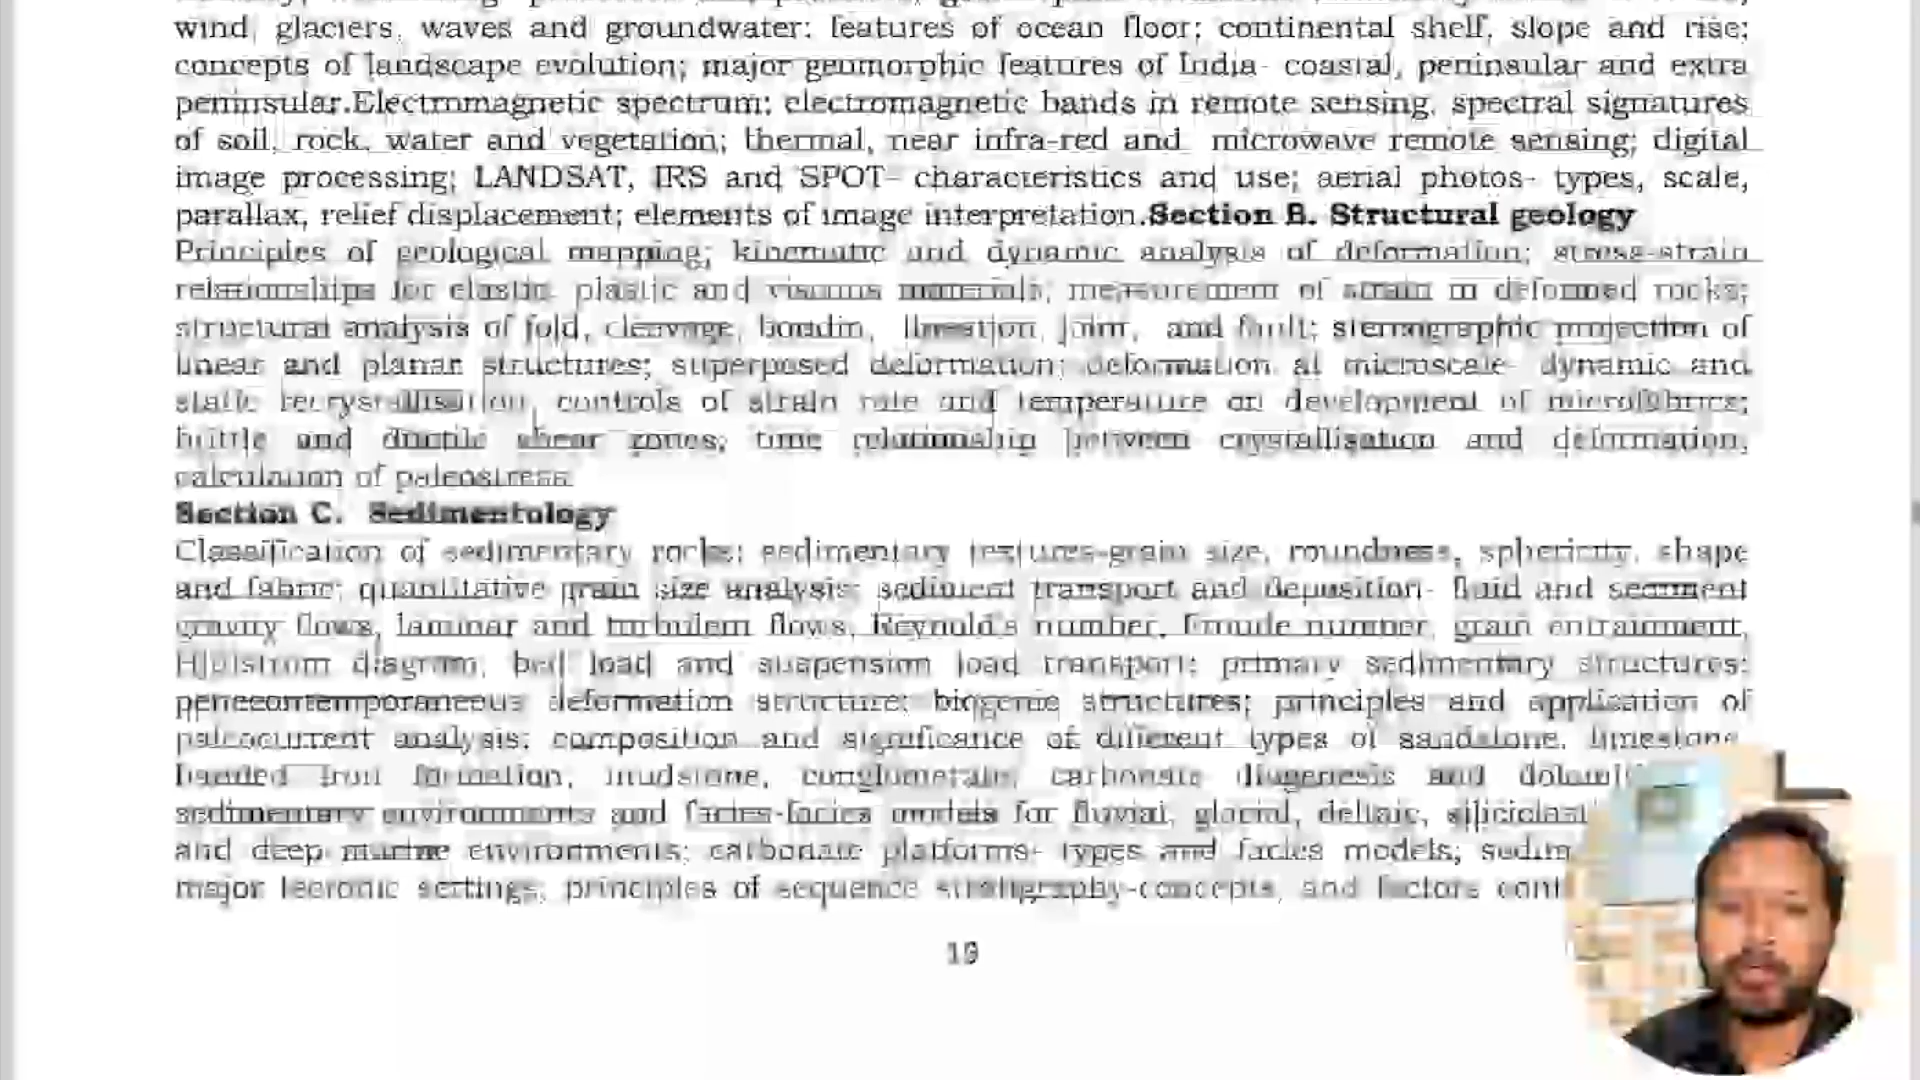 wind, glaciers, waves and groundwater; features of ocean floor; continental shelf, slope and rise;
concepts of landscape evolution; major geomorphic features of India- coastal, peninsular and extra
peninsular.Electromagnetic spectrum; electromagnetic bands in remote sensing, spectral signatures
of soil, rock, water and vegetation; thermal, near infra-red and microwave remote sensing; digital
image processing; LANDSAT, IRS and SPOT- characteristics and use; aerial photos- types, scale,
parallax, relief displacement; elements of image interpretation.Section B. Structural geology
Principles of geological mapping; kinematic and dynamic analysis of deformation; stress-strain
relationships for elastic, plastic and viscous materials; measurement of strain in deformed rocks;
structural analysis of fold, cleavage, boudin, lineation, joint, and fault; stereographic projection of
linear and planar structures; superposed deformation; deformation at microscale- dynamic and
static recrystallisation, controls of strain rate and temperature on development of microfabrics;
brittle and ductile shear zones; time relationship between crystallisation and deformation,
calculation of paleostress.
Section C. Sedimentology
Classification of sedimentary rocks; sedimentary textures-grain size, roundness, sphericity, shape
and fabric; quantitative grain size analysis; sediment transport and deposition- fluid and sediment
gravity flows, laminar and turbulent flows, Reynold's number, Froude number, grain entrainment,
Hjulstrom diagram, bed load and suspension load transport; primary sedimentary structures;
penecontemporaneous deformation structure; biogenic structures; principles and application of
paleocurrent analysis; composition and significance of different types of sandstone, limestone,
banded iron formation, mudstone, conglomerate; carbonate diagenesis and
sedimentary environments and facies-facies models for fluvial, glacial, deltaic,
and deep marine environments; carbonate platforms- types and facies models;
major tectonic settings; principles of sequence stratigraphy-concepts, and factors
19